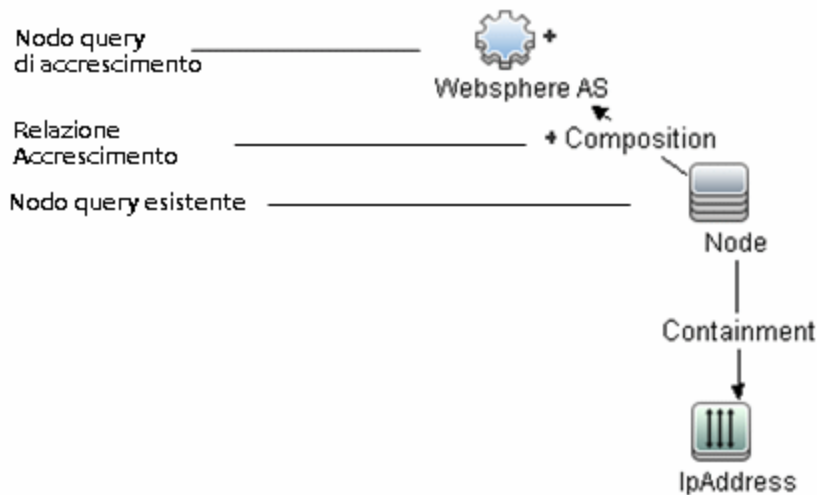 Nodo query
di accrescimento
+
Websphere AS
Relazione
Accrescimento
+ Composition
Nodo query esistente
Node
Containment
IpAddress